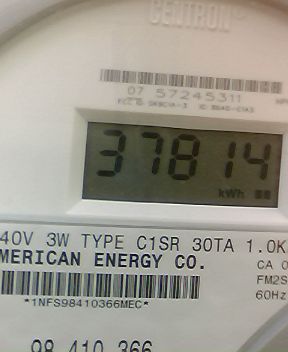 CENTRON
07 57245311
37814
kWh
40V 3W TYPE C1SR 30TA 1.0K
MERICAN ENERGY CO.
CA 0
FM2S
*1NFS98410366MEC*
60Hz
98 410 366